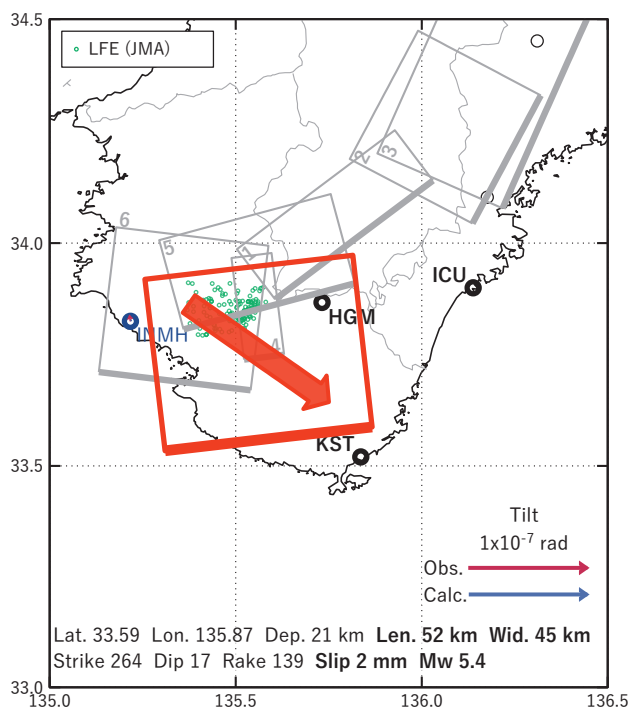 34.5
LFE (JMA)
2
3
34.0
6
5
1
ICU
HGM
INMH
4
KST
33.5
Tilt
1x10⁻⁷ rad
Obs.
Calc.
Lat. 33.59 Lon. 135.87 Dep. 21 km Len. 52 km Wid. 45 km
Strike 264 Dip 17 Rake 139 Slip 2 mm Mw 5.4
33.0
135.0 135.5 136.0 136.5